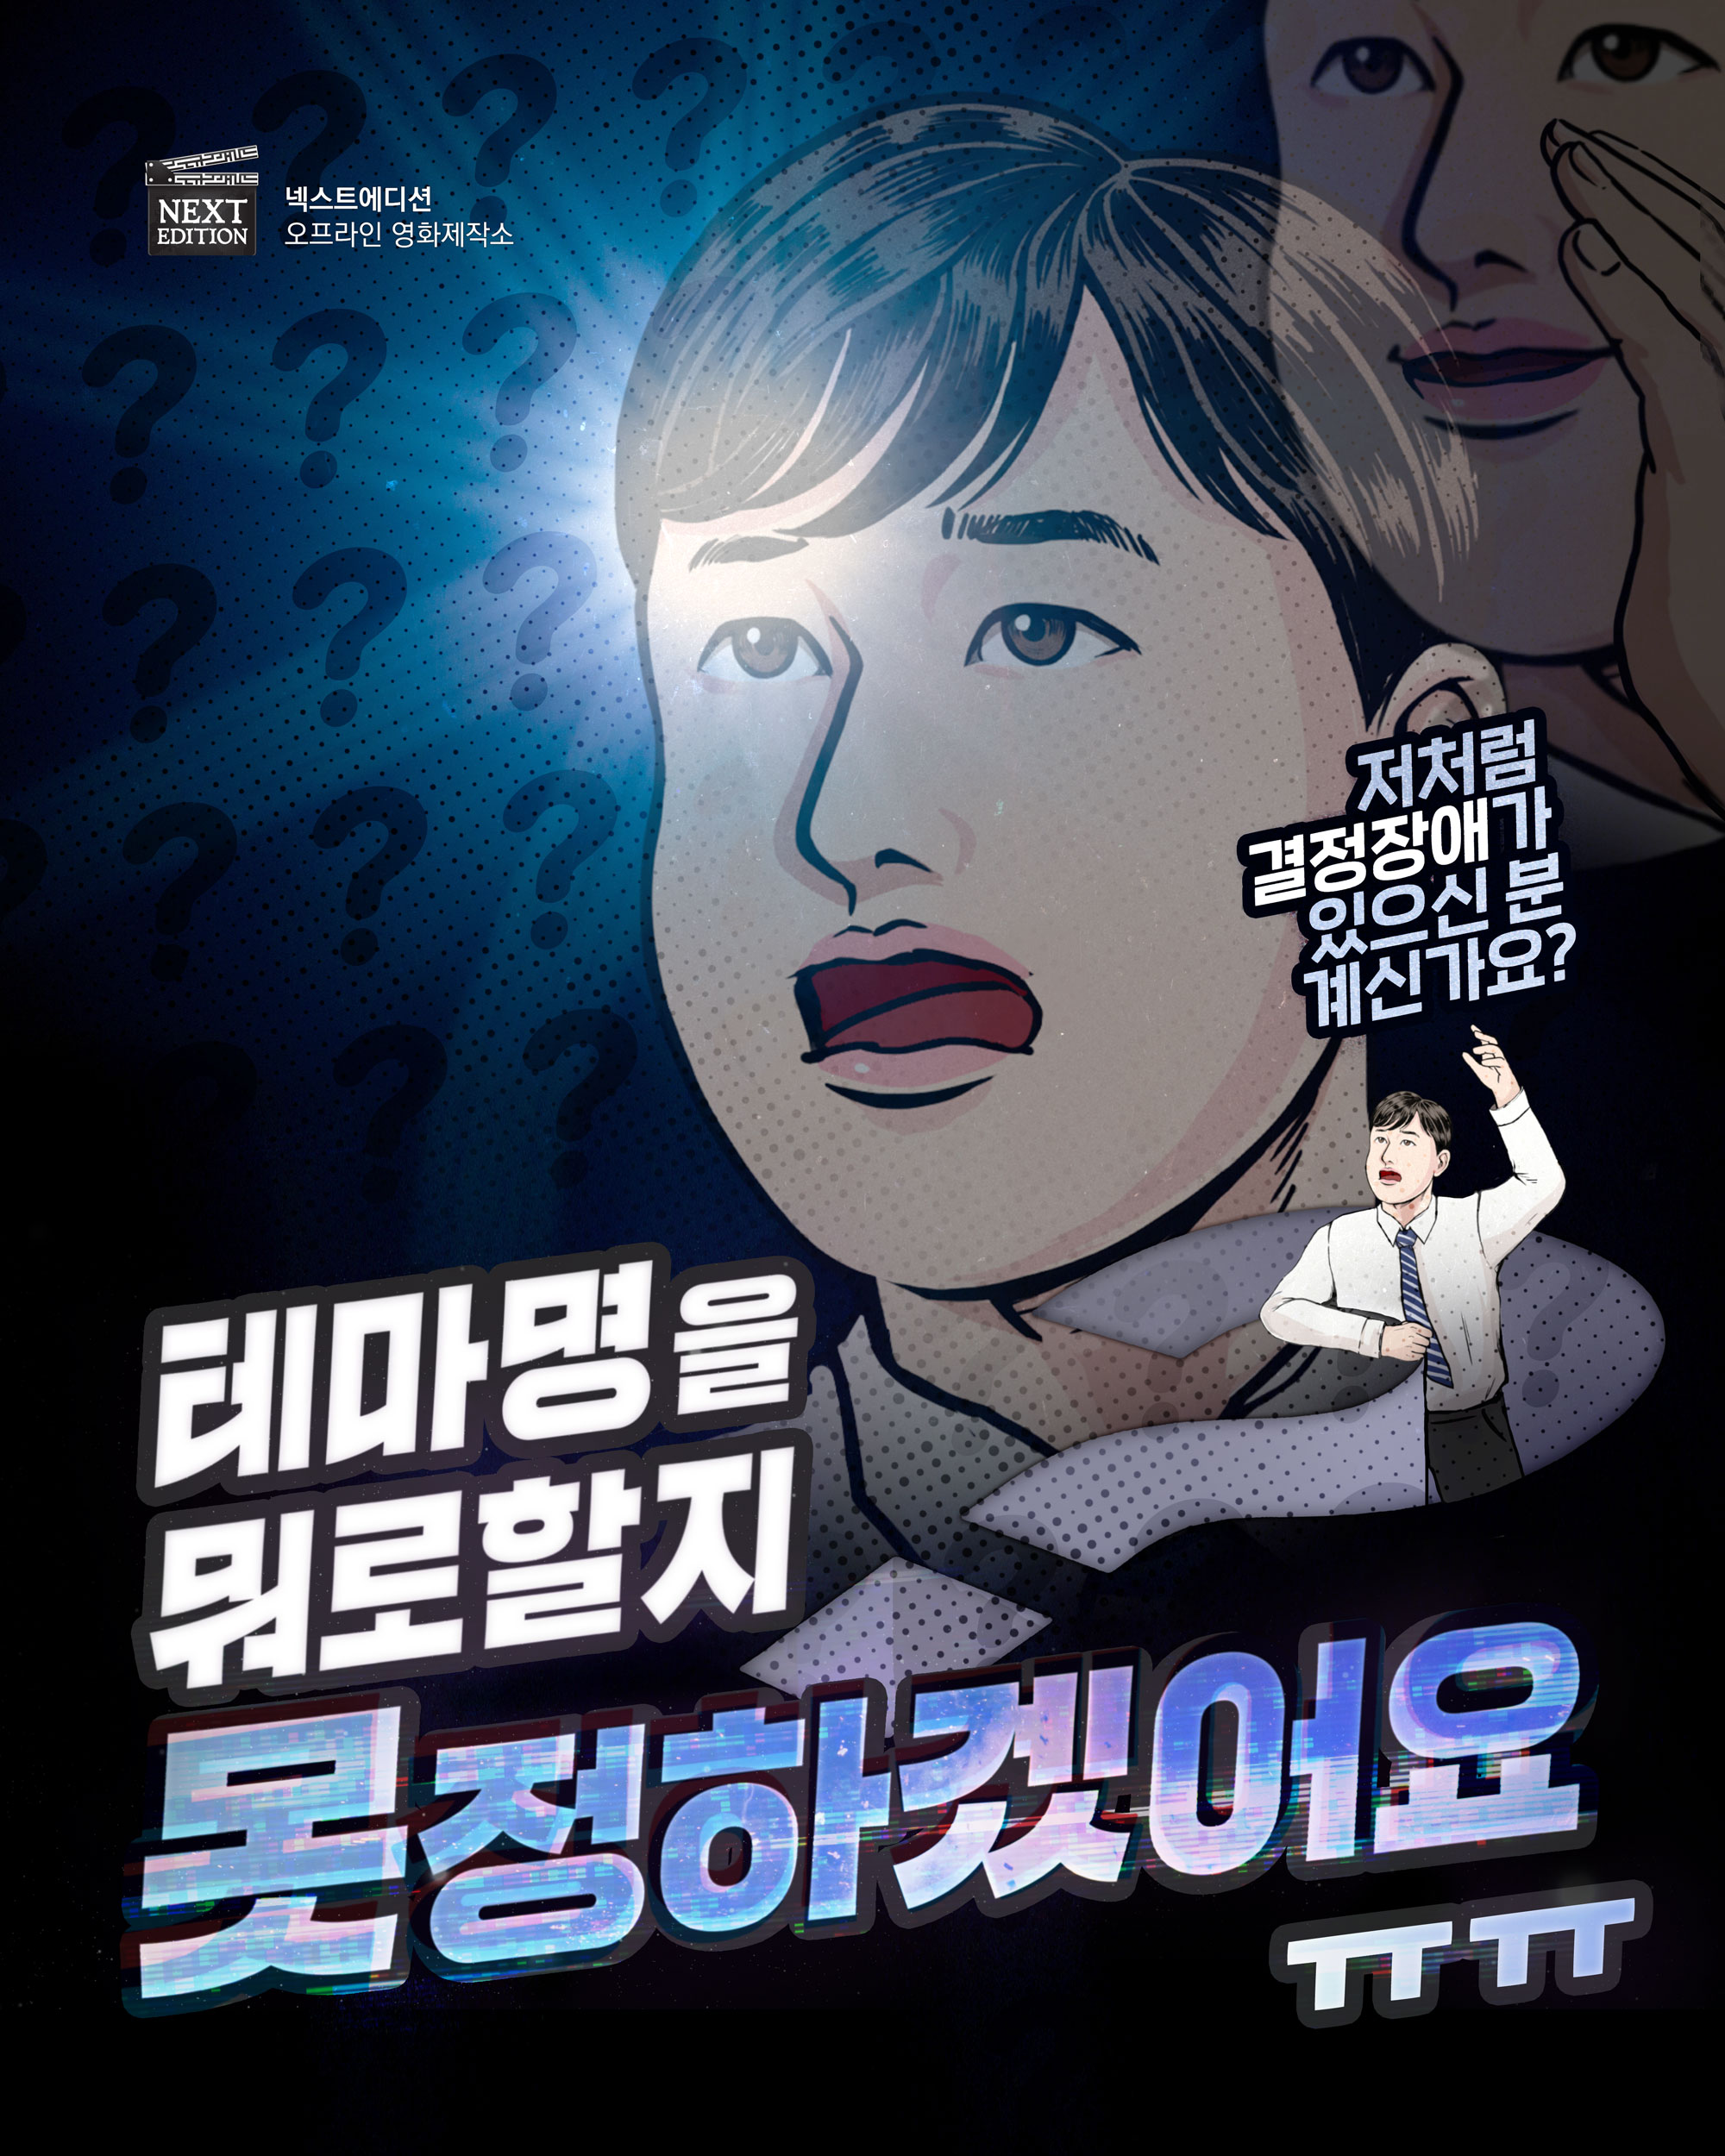 NEXT
EDITION
넥스트에디션
오프라인 영화제작소
저처럼
결정장애가
있으신 분
계신가요?
테마명을
뭐로할지
못정하겠어요
ㅠㅠ